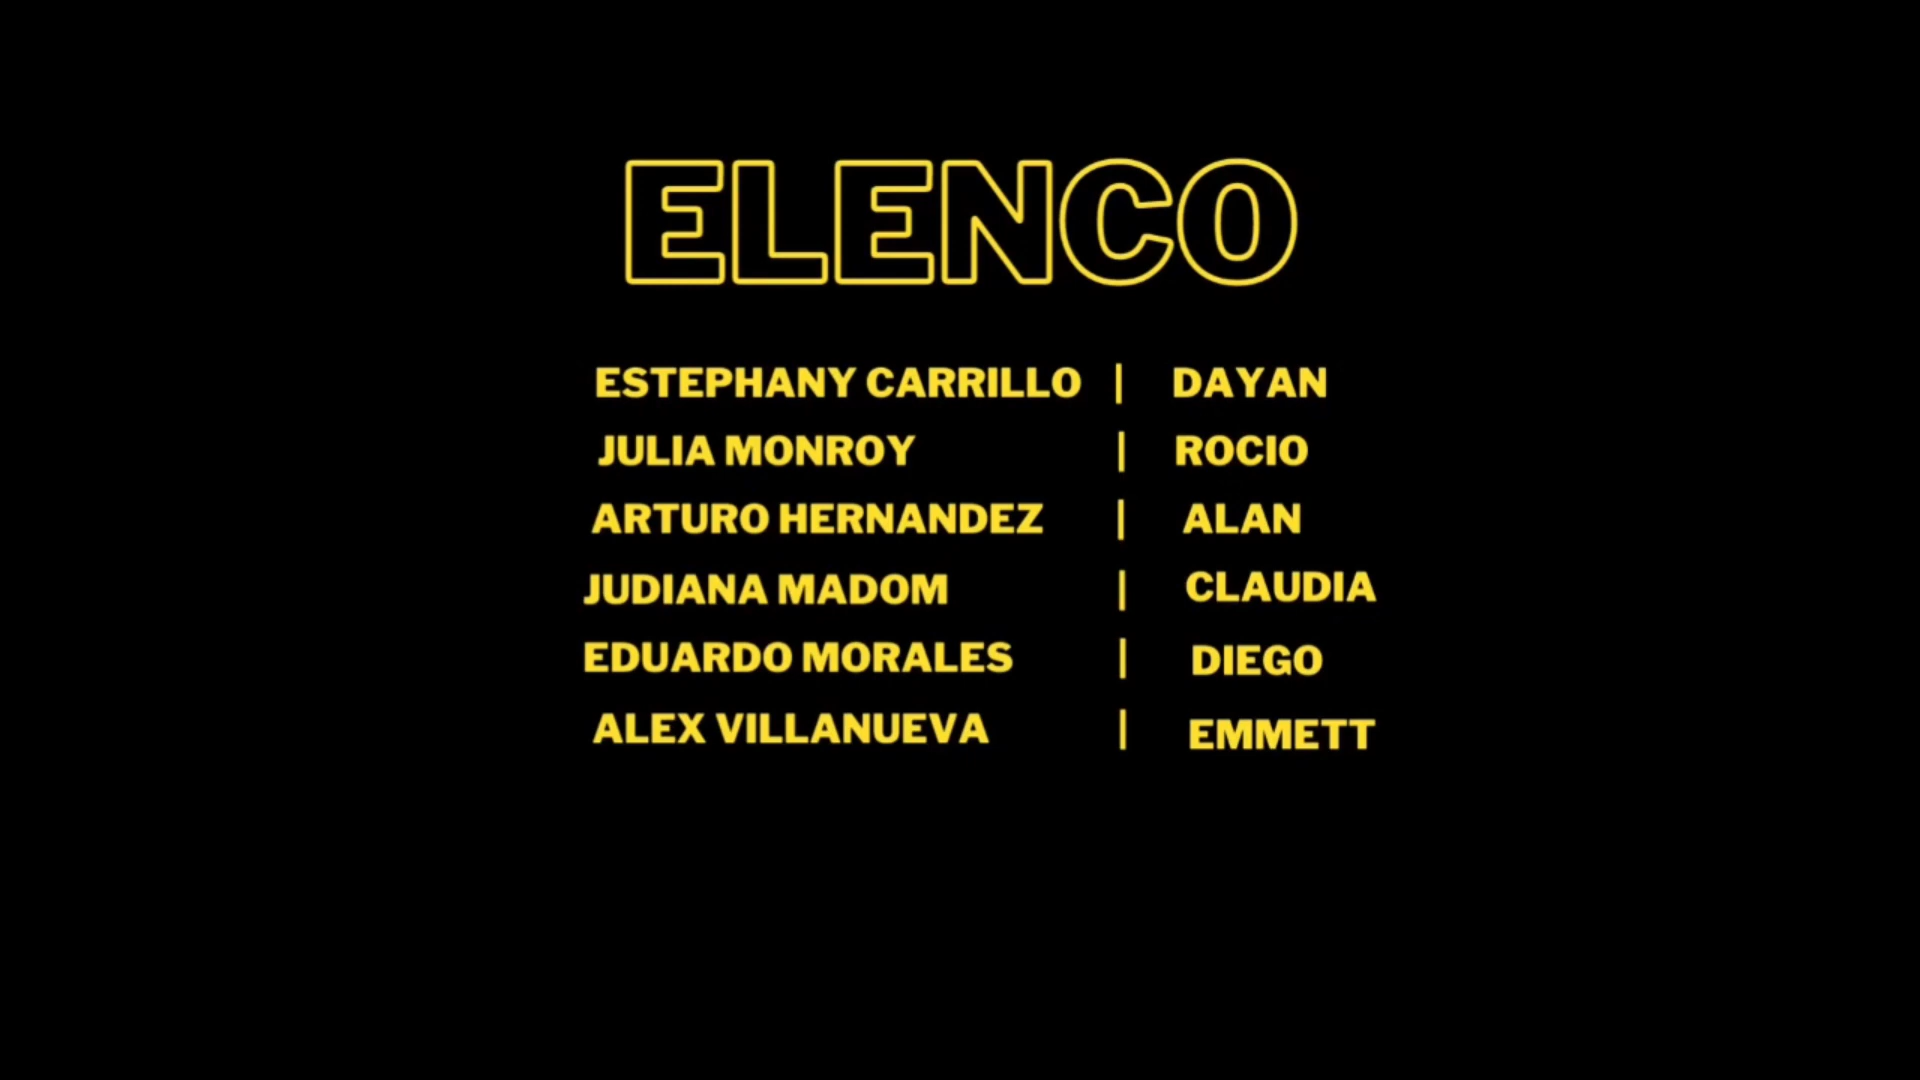 ELENCO
ESTEPHANY CARRILLO | DAYAN
JULIA MONROY | ROCIO
ARTURO HERNANDEZ | ALAN
JUDIANA MADOM | CLAUDIA
EDUARDO MORALES | DIEGO
ALEX VILLANUEVA | EMMETT